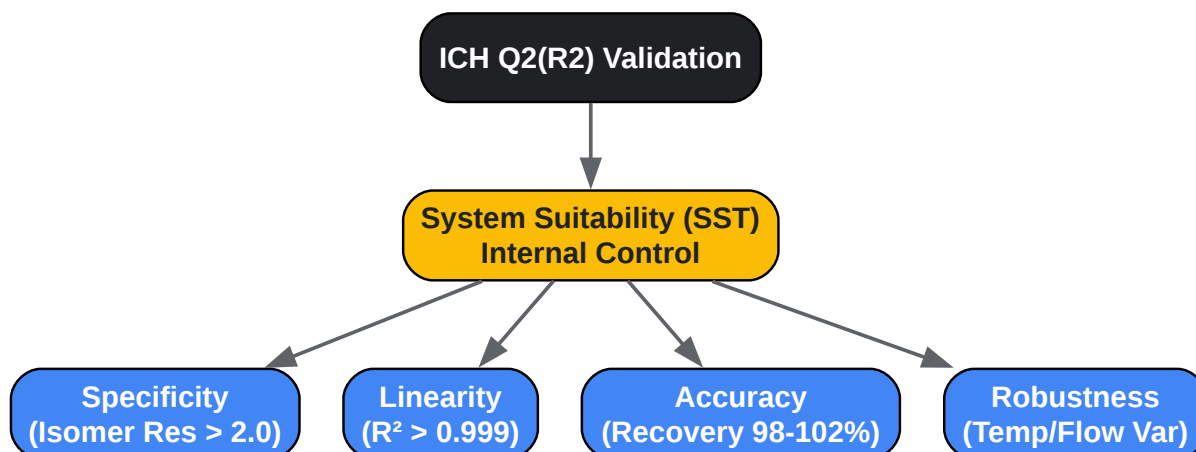 ICH Q2(R2) Validation
System Suitability (SST)
Internal Control
Specificity
(Isomer Res > 2.0)
Linearity
(R² > 0.999)
Accuracy
(Recovery 98-102%)
Robustness
(Temp/Flow Var)